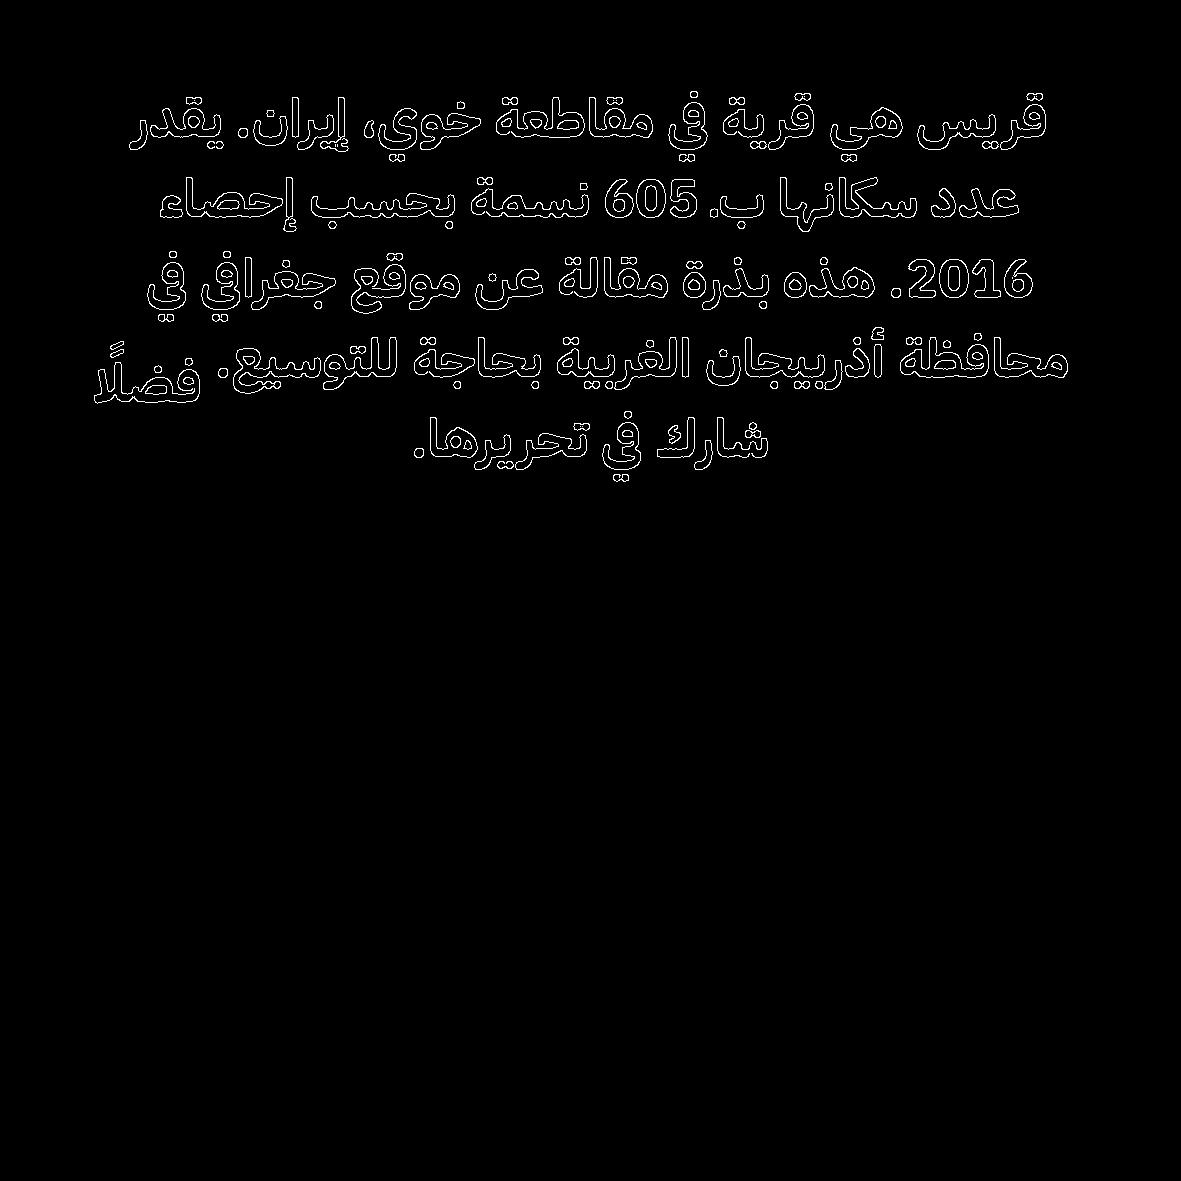 قريس هي قرية في مقاطعة خوي، إيران. يقدر
عدد سكانها ب. 605 نسمة بحسب إحصاء
2016. هذه بذرة مقالة عن موقع جغرافي في
محافظة أذربيجان الغربية بحاجة للتوسيع. فضلًا
شارك في تحريرها.